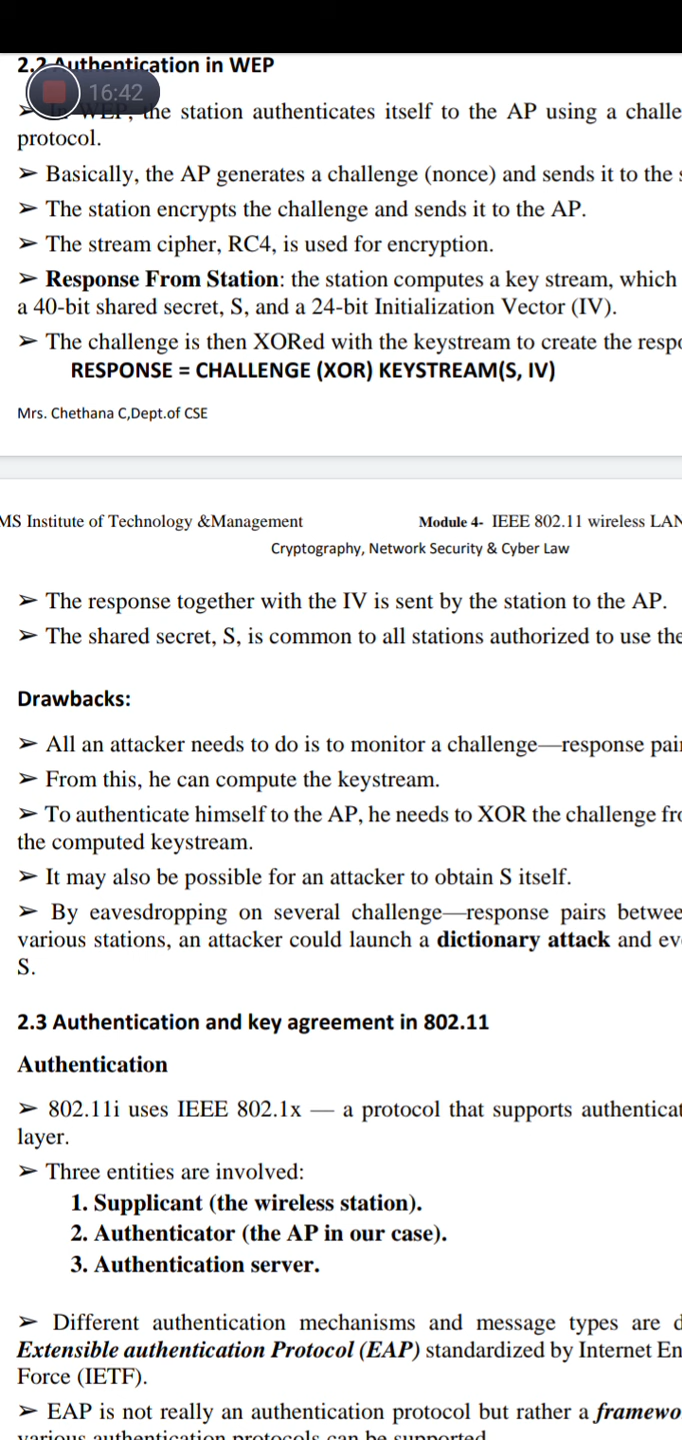 2.2 Authentication in WEP
16:42
➢ In WEP, the station authenticates itself to the AP using a challe
protocol.
➢ Basically, the AP generates a challenge (nonce) and sends it to the s
➢ The station encrypts the challenge and sends it to the AP.
➢ The stream cipher, RC4, is used for encryption.
➢ Response From Station: the station computes a key stream, which
a 40-bit shared secret, S, and a 24-bit Initialization Vector (IV).
➢ The challenge is then XORed with the keystream to create the respo
RESPONSE = CHALLENGE (XOR) KEYSTREAM(S, IV)
Mrs. Chethana C,Dept.of CSE
MS Institute of Technology &Management Module 4- IEEE 802.11 wireless LAN
Cryptography, Network Security & Cyber Law
➢ The response together with the IV is sent by the station to the AP.
➢ The shared secret, S, is common to all stations authorized to use the
Drawbacks:
➢ All an attacker needs to do is to monitor a challenge—response pair
➢ From this, he can compute the keystream.
➢ To authenticate himself to the AP, he needs to XOR the challenge fro
the computed keystream.
➢ It may also be possible for an attacker to obtain S itself.
➢ By eavesdropping on several challenge—response pairs betwee
various stations, an attacker could launch a dictionary attack and ev
S.
2.3 Authentication and key agreement in 802.11
Authentication
➢ 802.11i uses IEEE 802.1x — a protocol that supports authenticat
layer.
➢ Three entities are involved:
1. Supplicant (the wireless station).
2. Authenticator (the AP in our case).
3. Authentication server.
➢ Different authentication mechanisms and message types are d
Extensible authentication Protocol (EAP) standardized by Internet En
Force (IETF).
➢ EAP is not really an authentication protocol but rather a framewo
various authentication protocols can be supported